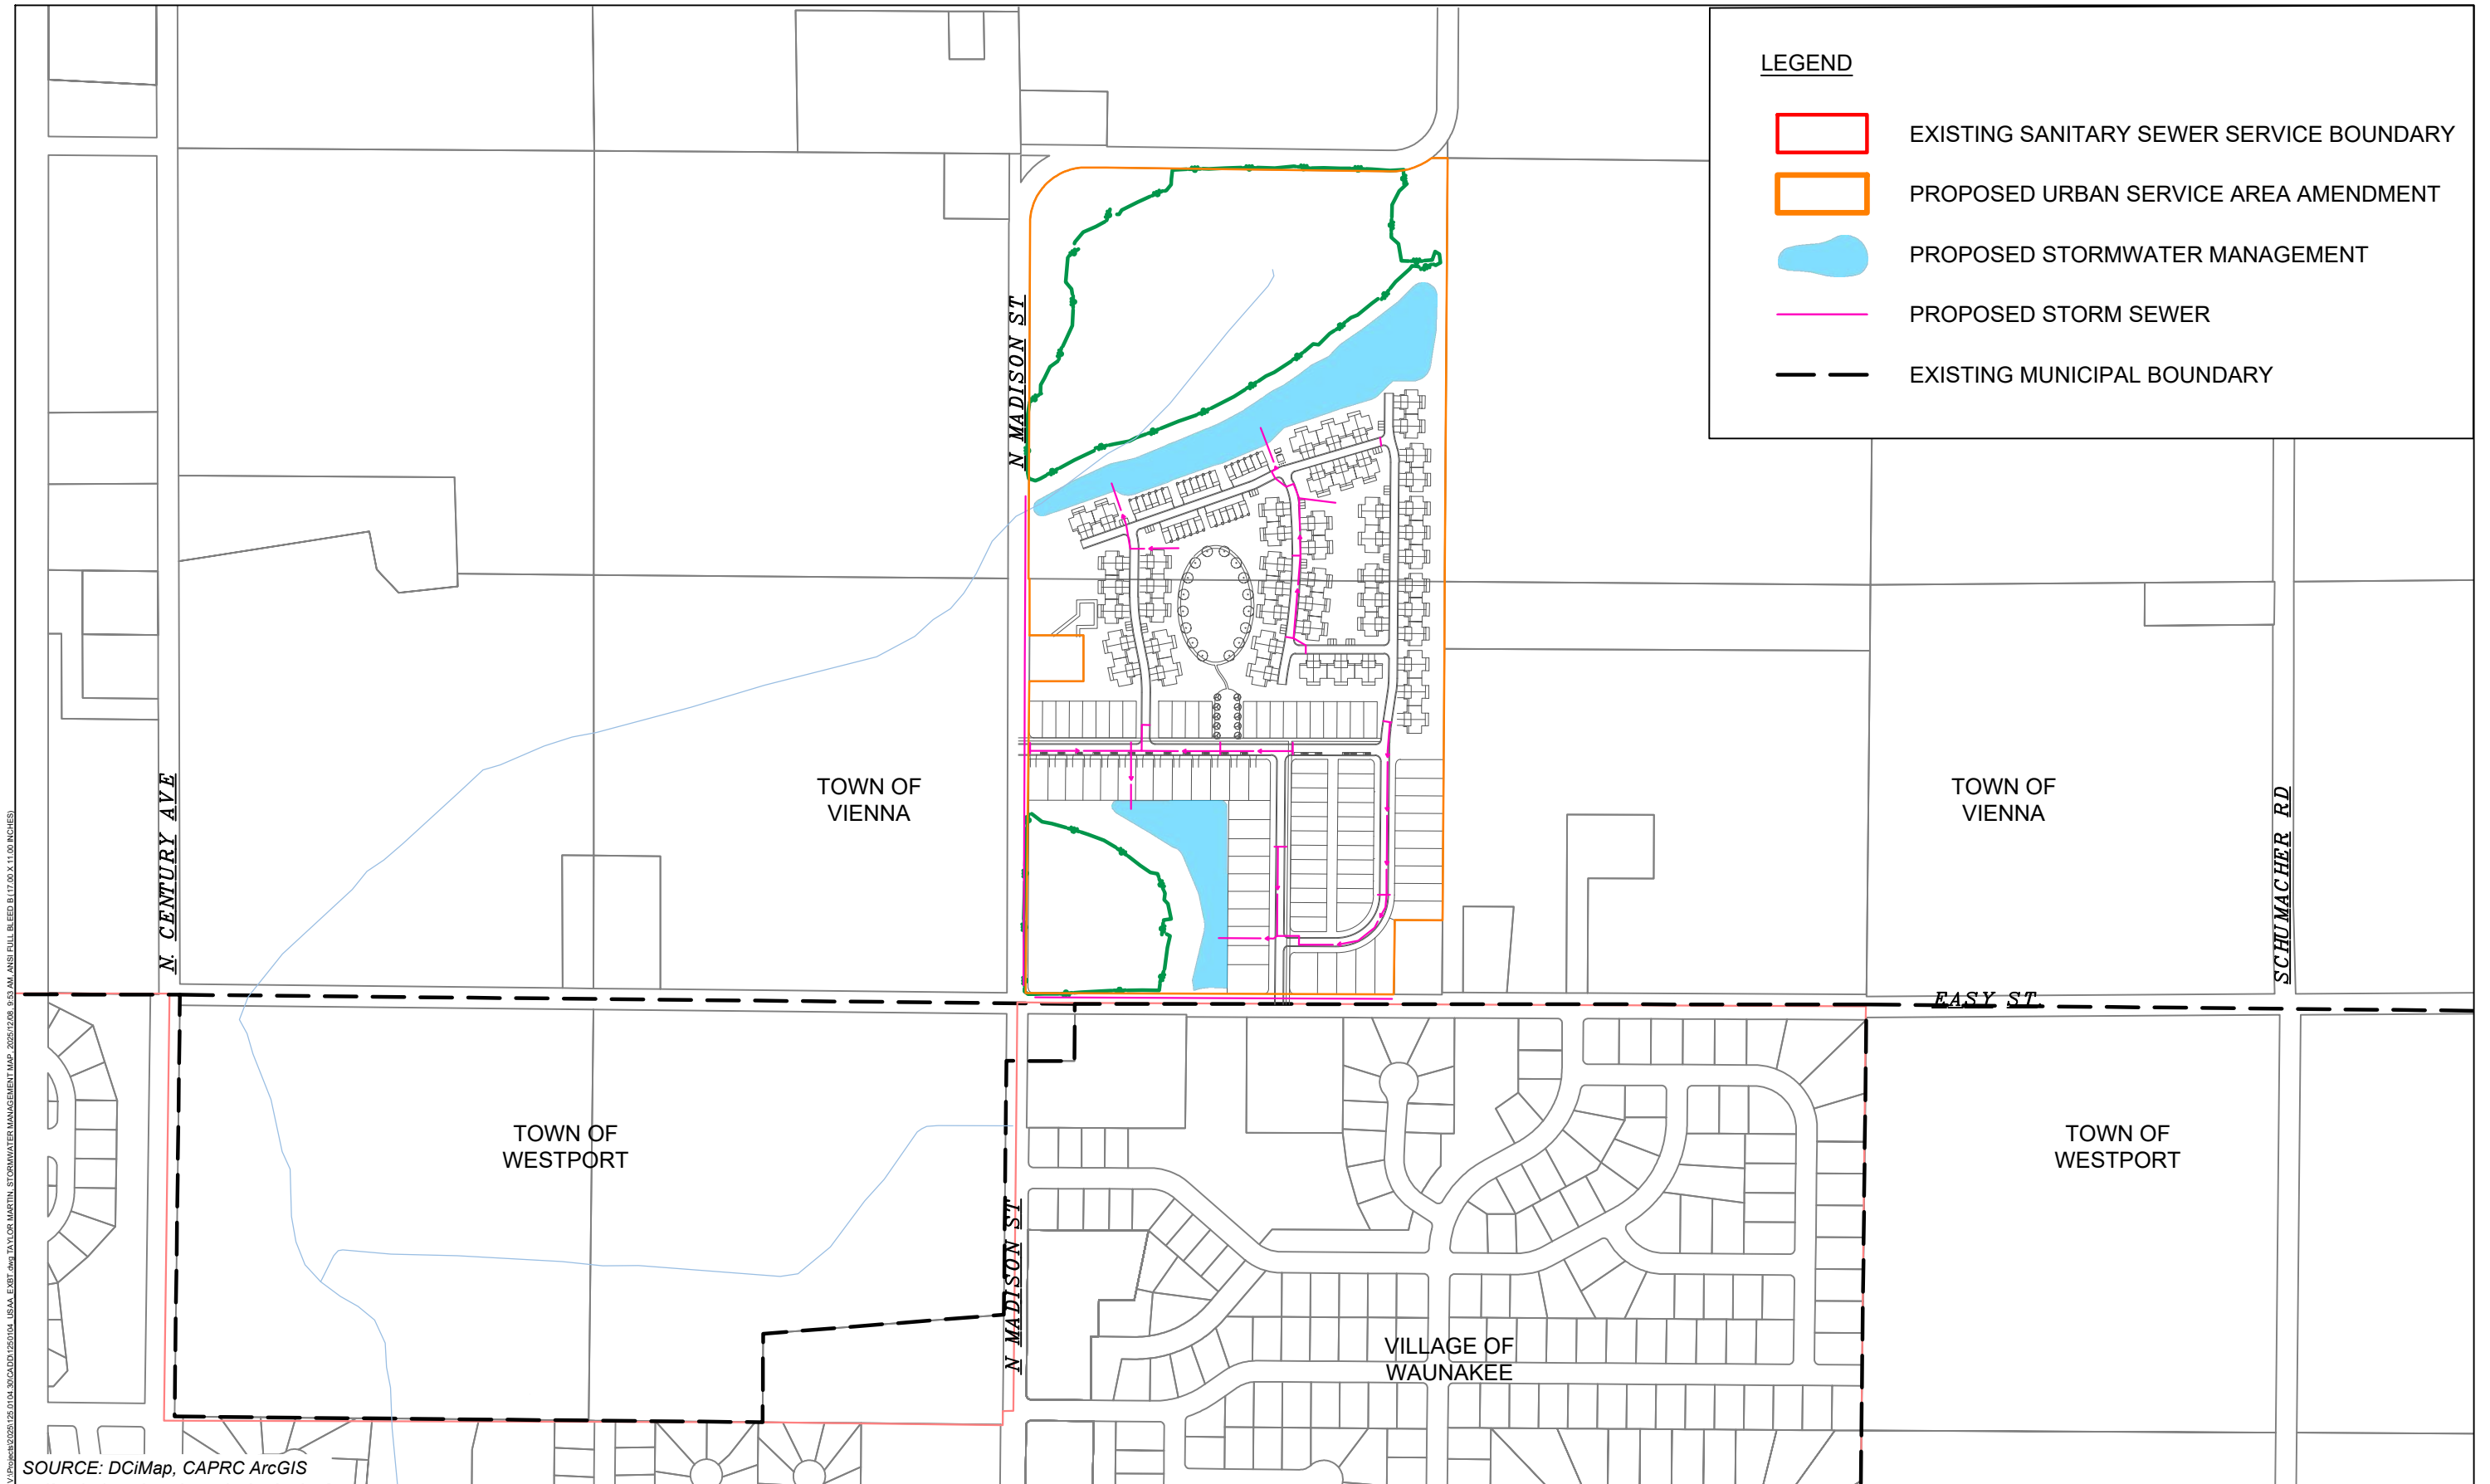 LEGEND
EXISTING SANITARY SEWER SERVICE BOUNDARY
PROPOSED URBAN SERVICE AREA AMENDMENT
PROPOSED STORMWATER MANAGEMENT
PROPOSED STORM SEWER
EXISTING MUNICIPAL BOUNDARY
N MADISON ST
N. CENTURY AVE
TOWN OF
VIENNA
TOWN OF
VIENNA
SCHUMACHER RD
EASY ST.
TOWN OF
WESTPORT
N MADISON ST
TOWN OF
WESTPORT
VILLAGE OF
WAUNAKEE
SOURCE: DCiMap, CAPRC ArcGIS